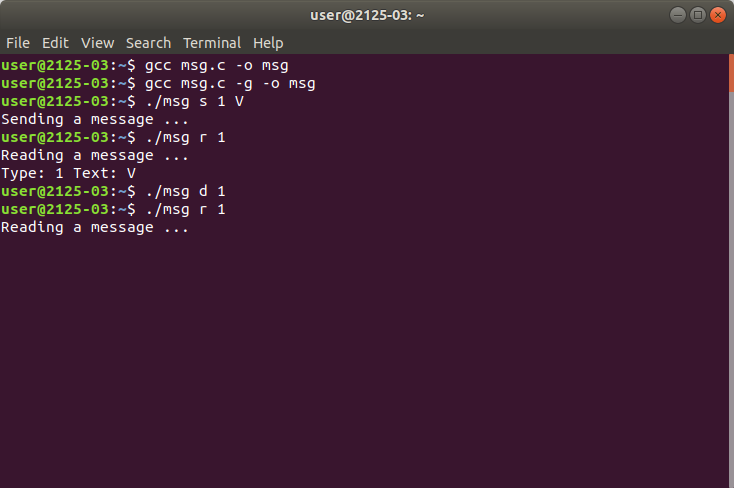 user@2125-03: ~
File Edit View Search Terminal Help
user@2125-03:~$ gcc msg.c -o msg
user@2125-03:~$ gcc msg.c -g -o msg
user@2125-03:~$ ./msg s 1 V
Sending a message ...
user@2125-03:~$ ./msg r 1
Reading a message ...
Type: 1 Text: V
user@2125-03:~$ ./msg d 1
user@2125-03:~$ ./msg r 1
Reading a message ...